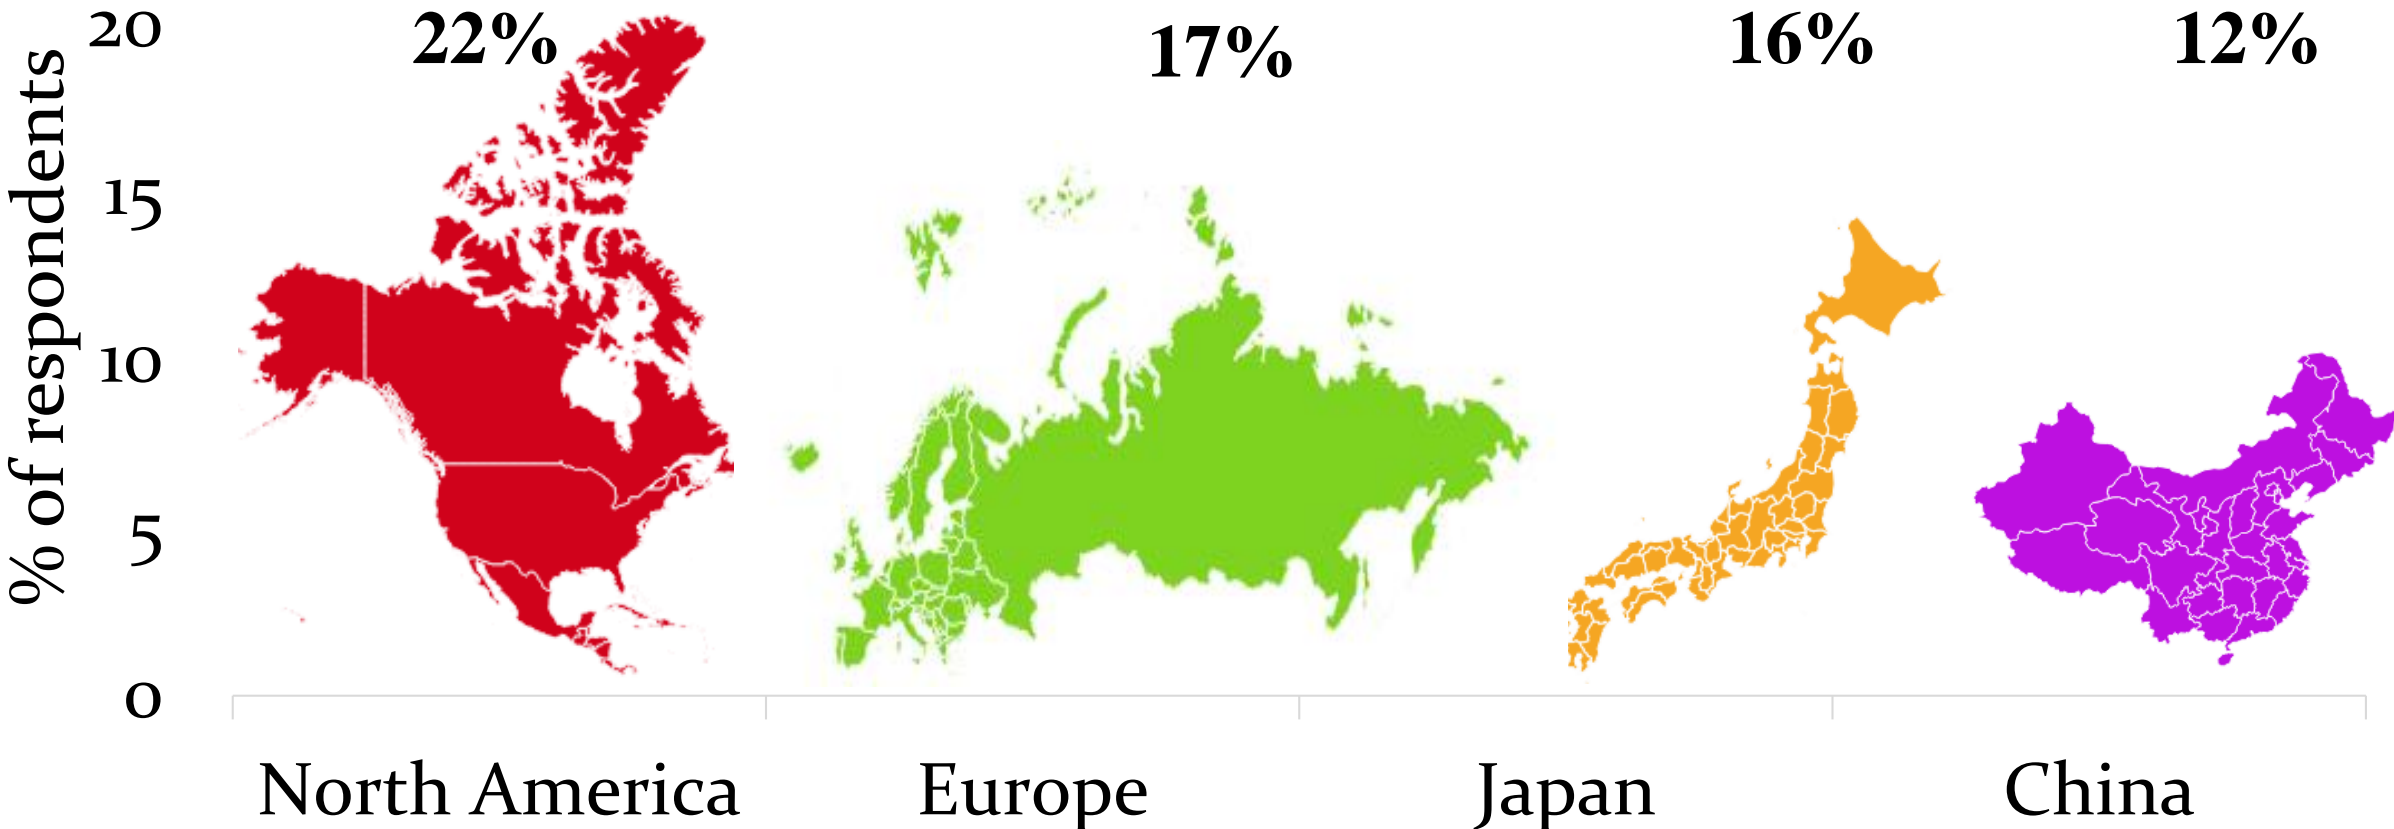 % of respondents
20
15
10
5
0
22%
17%
16%
12%
North America
Europe
Japan
China